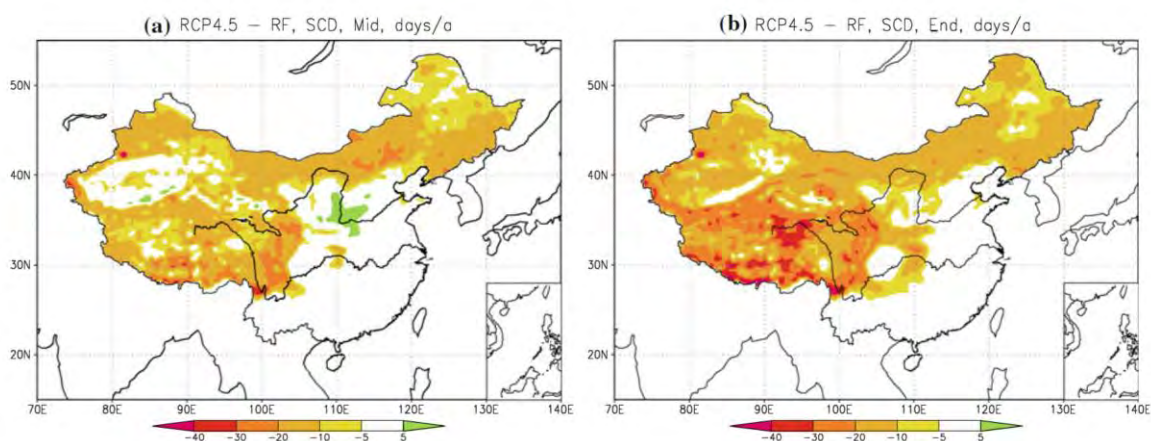 (a) RCP4.5 – RF, SCD, Mid, days/a
50N
40N
30N
20N
70E 80E 90E 100E 110E 120E 130E 140E
−40 −30 −20 −10 −5 5
(b) RCP4.5 – RF, SCD, End, days/a
50N
40N
30N
20N
70E 80E 90E 100E 110E 120E 130E 140E
−40 −30 −20 −10 −5 5